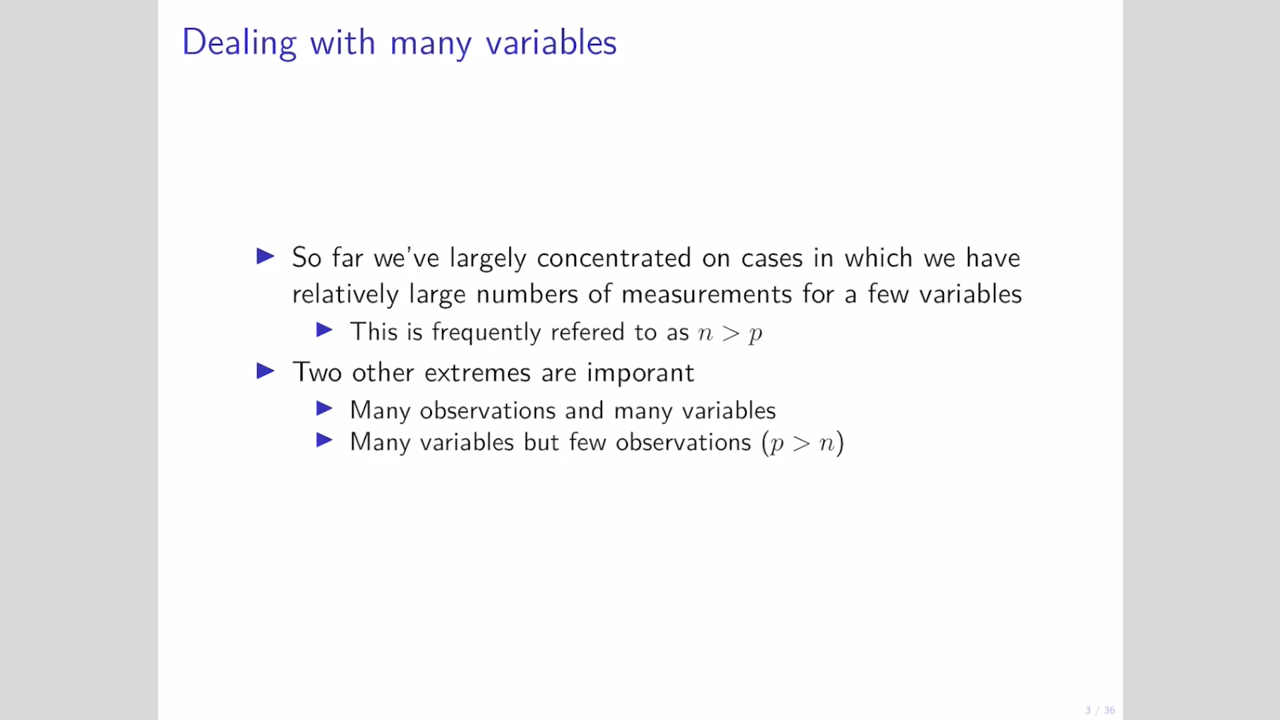 Dealing with many variables
▶ So far we've largely concentrated on cases in which we have
relatively large numbers of measurements for a few variables
▶ This is frequently refered to as n > p
▶ Two other extremes are imporant
▶ Many observations and many variables
▶ Many variables but few observations (p > n)
3 / 36